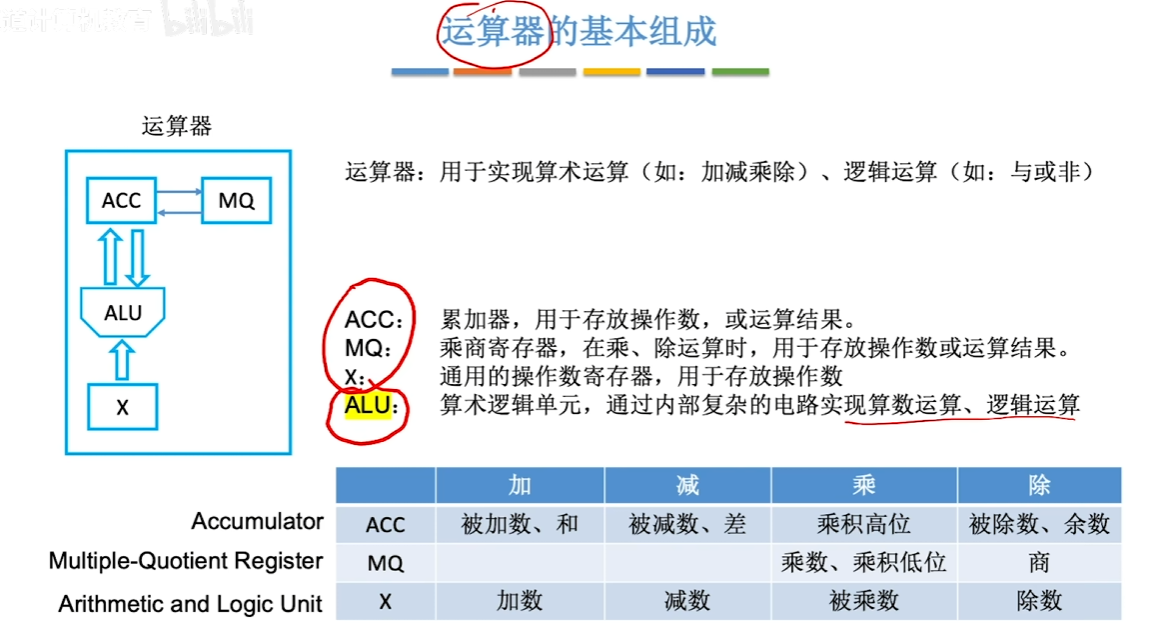 bilibili
运算器的基本组成
运算器
ACC
MQ
ALU
X
运算器：用于实现算术运算（如：加减乘除）、逻辑运算（如：与或非）
ACC： 累加器，用于存放操作数，或运算结果。
MQ： 乘商寄存器，在乘、除运算时，用于存放操作数或运算结果。
X： 通用的操作数寄存器，用于存放操作数
ALU： 算术逻辑单元，通过内部复杂的电路实现算数运算、逻辑运算
加 减 乘 除
Accumulator ACC 被加数、和 被减数、差 乘积高位 被除数、余数
Multiple-Quotient Register MQ 乘数、乘积低位 商
Arithmetic and Logic Unit X 加数 减数 被乘数 除数